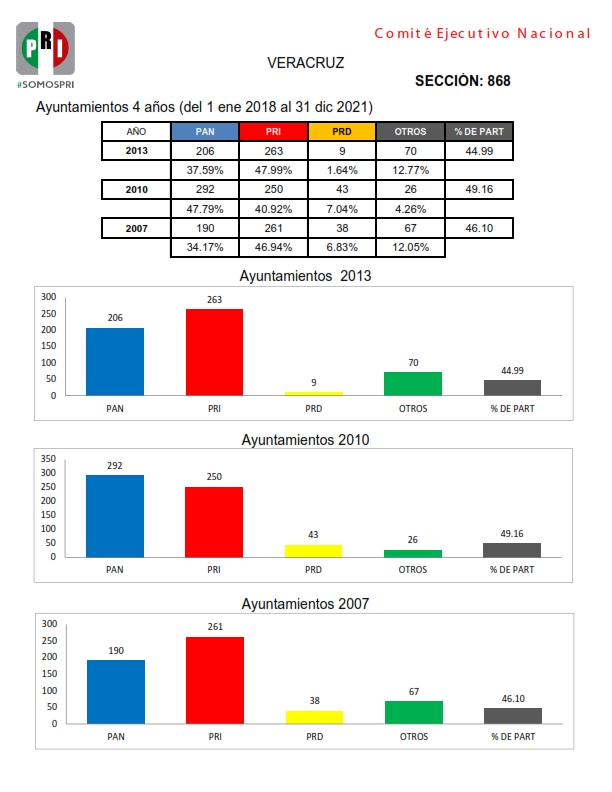 Comité Ejecutivo Nacional
PRI
#SOMOSPRI
VERACRUZ
SECCIÓN: 868
Ayuntamientos 4 años (del 1 ene 2018 al 31 dic 2021)
AÑO PAN PRI PRD OTROS % DE PART
2013 206 263 9 70 44.99
37.59% 47.99% 1.64% 12.77%
2010 292 250 43 26 49.16
47.79% 40.92% 7.04% 4.26%
2007 190 261 38 67 46.10
34.17% 46.94% 6.83% 12.05%
Ayuntamientos 2013
300
250
200
150
100
50
0
206
263
9
70
44.99
PAN PRI PRD OTROS % DE PART
Ayuntamientos 2010
350
300
250
200
150
100
50
0
292
250
43
26
49.16
PAN PRI PRD OTROS % DE PART
Ayuntamientos 2007
300
250
200
150
100
50
0
190
261
38
67
46.10
PAN PRI PRD OTROS % DE PART